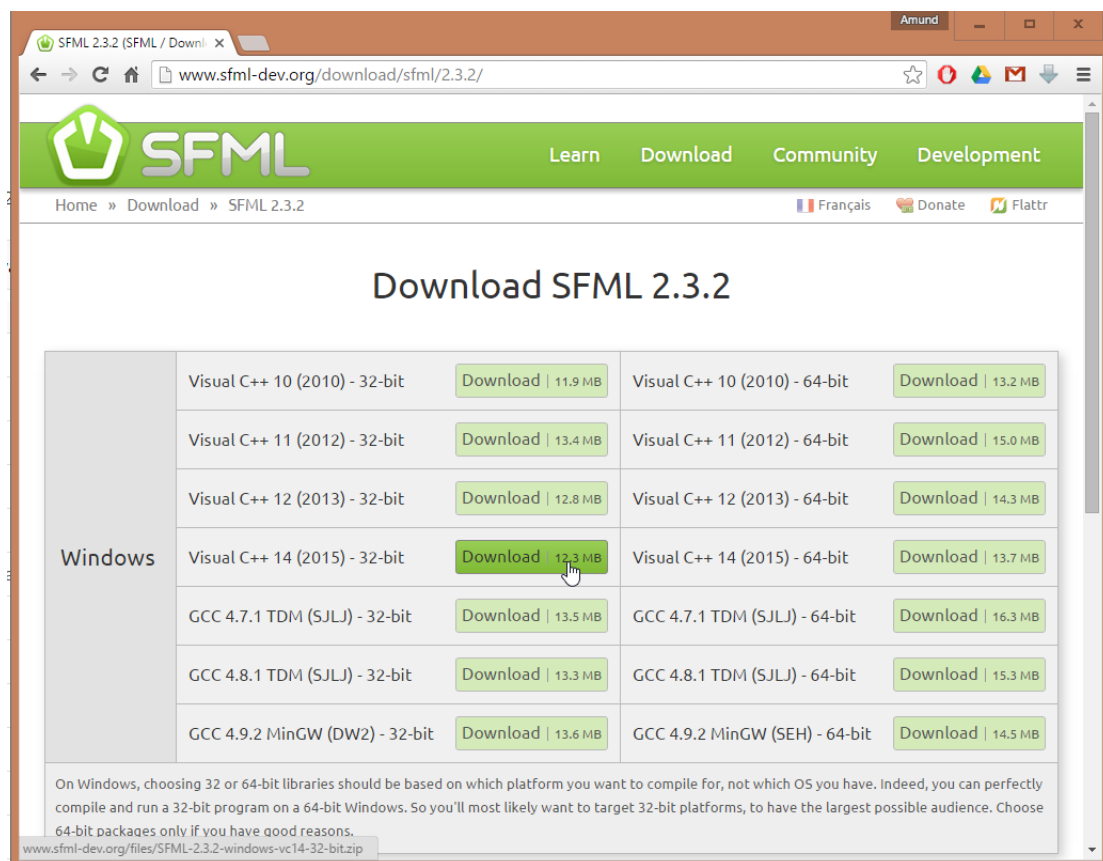 Amund
SFML 2.3.2 (SFML / Downl
www.sfml-dev.org/download/sfml/2.3.2/
SFML
Learn Download Community Development
Home » Download » SFML 2.3.2 Français Donate Flattr
Download SFML 2.3.2
Visual C++ 10 (2010) - 32-bit Download | 11.9 MB Visual C++ 10 (2010) - 64-bit Download | 13.2 MB
Visual C++ 11 (2012) - 32-bit Download | 13.4 MB Visual C++ 11 (2012) - 64-bit Download | 15.0 MB
Visual C++ 12 (2013) - 32-bit Download | 12.8 MB Visual C++ 12 (2013) - 64-bit Download | 14.3 MB
Windows Visual C++ 14 (2015) - 32-bit Download | 12.3 MB Visual C++ 14 (2015) - 64-bit Download | 13.7 MB
GCC 4.7.1 TDM (SJLJ) - 32-bit Download | 13.5 MB GCC 4.7.1 TDM (SJLJ) - 64-bit Download | 16.3 MB
GCC 4.8.1 TDM (SJLJ) - 32-bit Download | 13.3 MB GCC 4.8.1 TDM (SJLJ) - 64-bit Download | 15.3 MB
GCC 4.9.2 MinGW (DW2) - 32-bit Download | 13.6 MB GCC 4.9.2 MinGW (SEH) - 64-bit Download | 14.5 MB
On Windows, choosing 32 or 64-bit libraries should be based on which platform you want to compile for, not which OS you have. Indeed, you can perfectly
compile and run a 32-bit program on a 64-bit Windows. So you'll most likely want to target 32-bit platforms, to have the largest possible audience. Choose
64-bit packages only if you have good reasons.
www.sfml-dev.org/files/SFML-2.3.2-windows-vc14-32-bit.zip